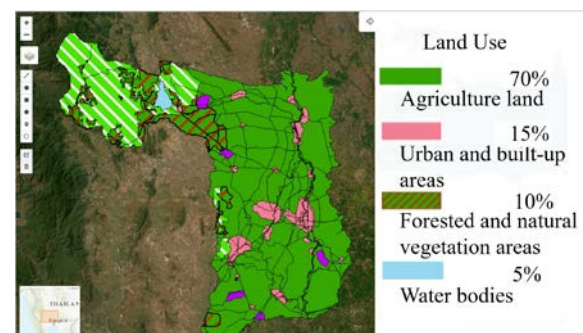 Land Use
70%
Agriculture land
15%
Urban and built-up
areas
10%
Forested and natural
vegetation areas
5%
Water bodies